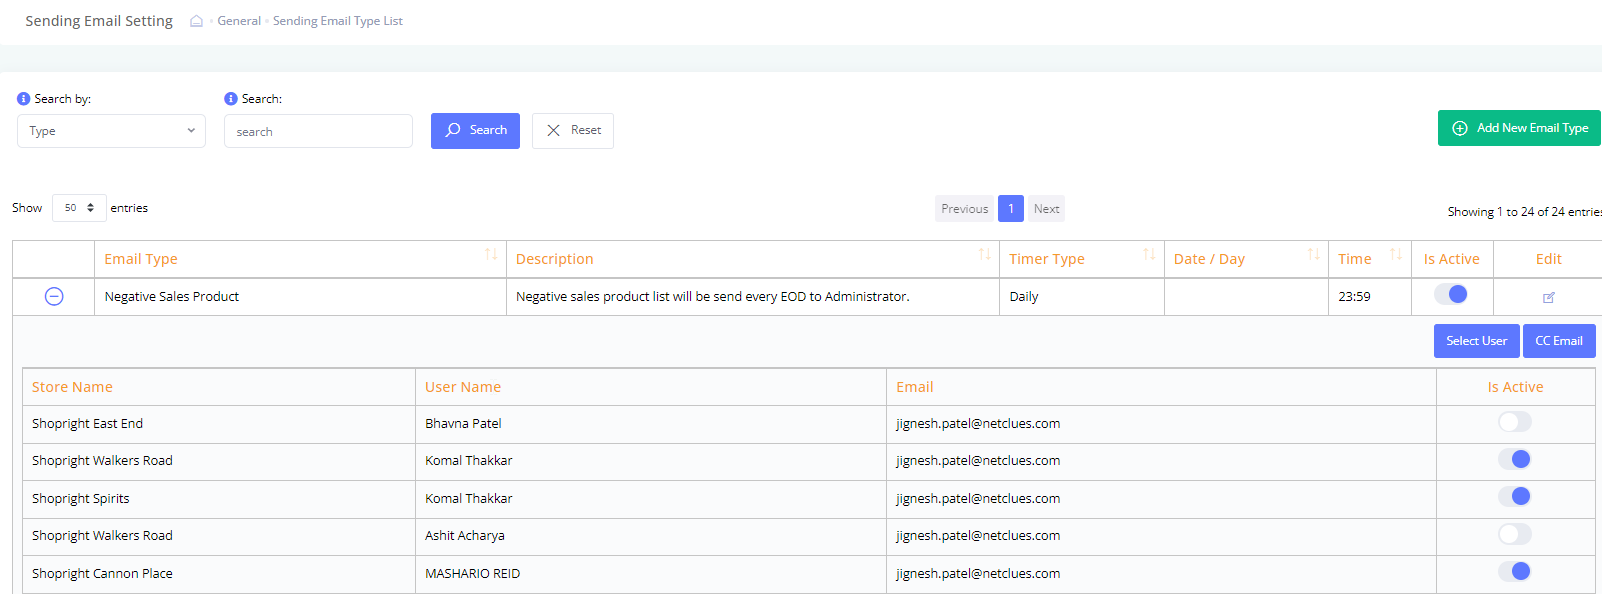 Sending Email Setting General Sending Email Type List
Search by: Search:
Type search Search Reset Add New Email Type
Show 50 entries Previous 1 Next Showing 1 to 24 of 24 entries
Email Type Description Timer Type Date / Day Time Is Active Edit
Negative Sales Product Negative sales product list will be send every EOD to Administrator. Daily 23:59
Select User CC Email
Store Name User Name Email Is Active
Shopright East End Bhavna Patel jignesh.patel@netclues.com
Shopright Walkers Road Komal Thakkar jignesh.patel@netclues.com
Shopright Spirits Komal Thakkar jignesh.patel@netclues.com
Shopright Walkers Road Ashit Acharya jignesh.patel@netclues.com
Shopright Cannon Place MASHARIO REID jignesh.patel@netclues.com